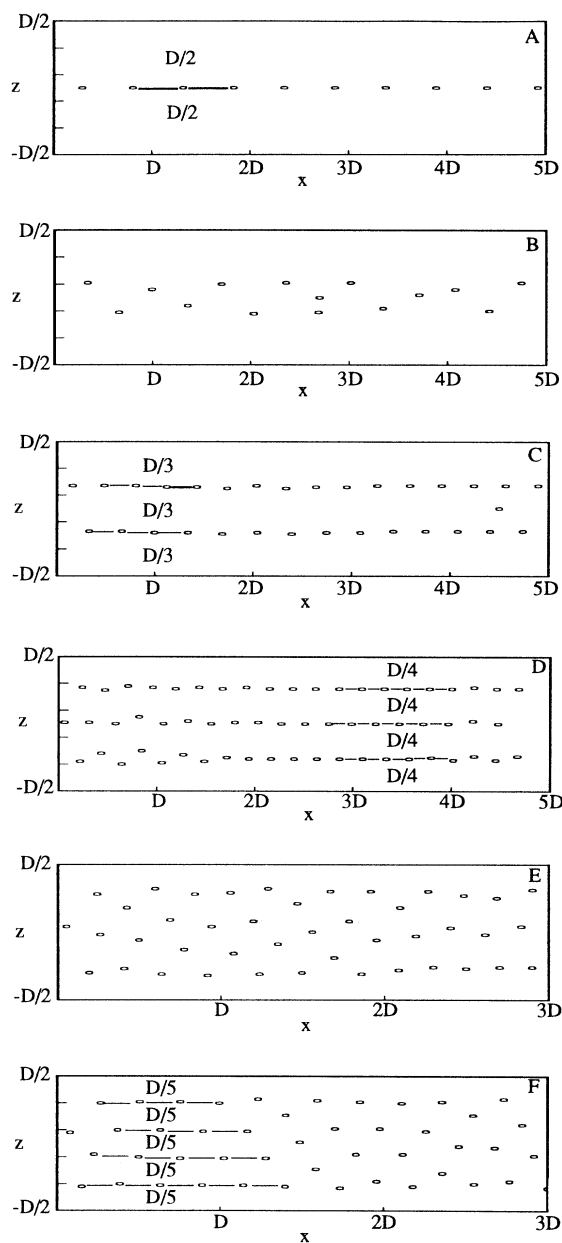 D/2 A
D/2
z
D/2
-D/2
D 2D 3D 4D 5D
x
D/2 B
z
-D/2
D 2D 3D 4D 5D
D/2 C
D/3
z D/3
D/3
-D/2
D 2D 3D 4D 5D
x
D/2 D
D/4
z D/4
D/4
D/4
-D/2
D 2D 3D 4D 5D
x
D/2 E
z
-D/2
D 2D 3D
x
D/2 F
D/5
D/5
z D/5
D/5
D/5
-D/2
D 2D 3D
x